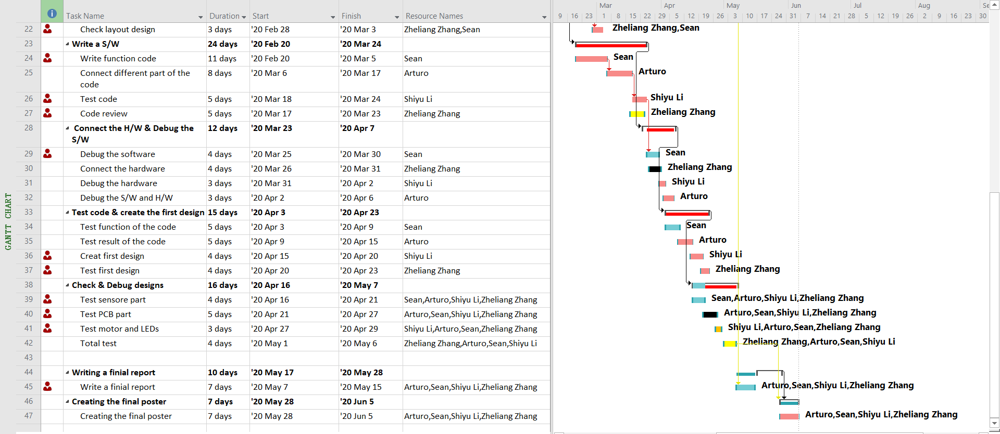 Task Name Duration Start Finish Resource Names
Mar Apr May Jun Jul Aug Se
9 16 23 1 8 15 22 29 5 12 19 26 3 10 17 24 31 7 14 21 28 5 12 19 26 2 9 16 23 30
22 Check layout design 3 days '20 Feb 28 '20 Mar 3 Zheliang Zhang,Sean Zheliang Zhang,Sean
23 Write a S/W 24 days '20 Feb 20 '20 Mar 24
24 Write function code 11 days '20 Feb 20 '20 Mar 5 Sean Sean
25 Connect different part of the 8 days '20 Mar 6 '20 Mar 17 Arturo Arturo
code
26 Test code 5 days '20 Mar 18 '20 Mar 24 Shiyu Li Shiyu Li
27 Code review 5 days '20 Mar 17 '20 Mar 23 Zheliang Zhang Zheliang Zhang
28 Connect the H/W & Debug the 12 days '20 Mar 23 '20 Apr 7
S/W
29 Debug the software 4 days '20 Mar 25 '20 Mar 30 Sean Sean
30 Connect the hardware 4 days '20 Mar 26 '20 Mar 31 Zheliang Zhang Zheliang Zhang
31 Debug the hardware 3 days '20 Mar 31 '20 Apr 2 Shiyu Li Shiyu Li
32 Debug the S/W and H/W 3 days '20 Apr 2 '20 Apr 6 Arturo Arturo
33 Test code & create the first design 15 days '20 Apr 3 '20 Apr 23
34 Test function of the code 5 days '20 Apr 3 '20 Apr 9 Sean Sean
35 Test result of the code 5 days '20 Apr 9 '20 Apr 15 Arturo Arturo
36 Creat first design 4 days '20 Apr 15 '20 Apr 20 Shiyu Li Shiyu Li
37 Test first design 4 days '20 Apr 20 '20 Apr 23 Zheliang Zhang Zheliang Zhang
38 Check & Debug designs 16 days '20 Apr 16 '20 May 7
39 Test sensore part 4 days '20 Apr 16 '20 Apr 21 Sean,Arturo,Shiyu Li,Zheliang Zhang Sean,Arturo,Shiyu Li,Zheliang Zhang
40 Test PCB part 5 days '20 Apr 21 '20 Apr 27 Arturo,Sean,Shiyu Li,Zheliang Zhang Arturo,Sean,Shiyu Li,Zheliang Zhang
41 Test motor and LEDs 3 days '20 Apr 27 '20 Apr 29 Shiyu Li,Arturo,Sean,Zheliang Zhang Shiyu Li,Arturo,Sean,Zheliang Zhang
42 Total test 4 days '20 May 1 '20 May 6 Zheliang Zhang,Arturo,Sean,Shiyu Li Zheliang Zhang,Arturo,Sean,Shiyu Li
43
44 Writing a finial report 10 days '20 May 17 '20 May 28
45 Write a finial report 7 days '20 May 7 '20 May 15 Arturo,Sean,Shiyu Li,Zheliang Zhang Arturo,Sean,Shiyu Li,Zheliang Zhang
46 Creating the final poster 7 days '20 May 28 '20 Jun 5
47 Creating the final poster 7 days '20 May 28 '20 Jun 5 Arturo,Sean,Shiyu Li,Zheliang Zhang Arturo,Sean,Shiyu Li,Zheliang Zhang
GANTT CHART